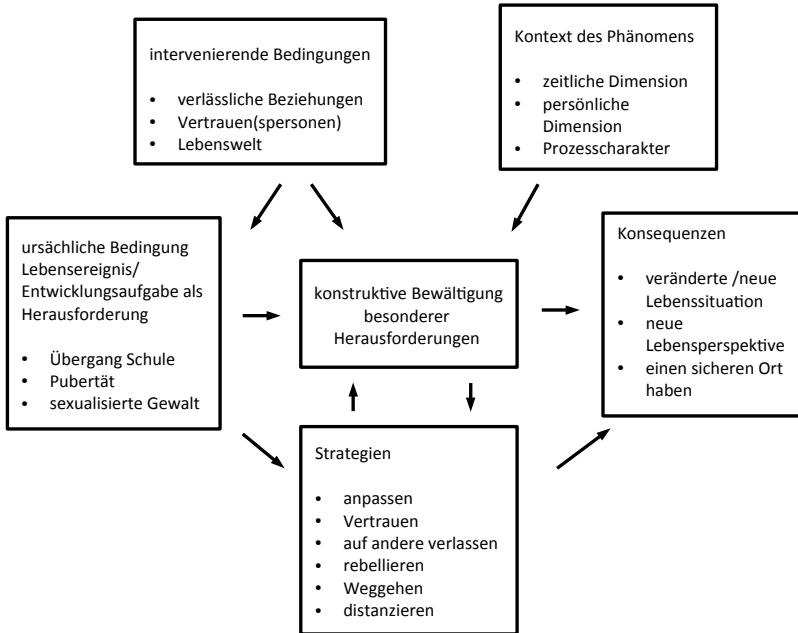 intervenierende Bedingungen
• verlässliche Beziehungen
• Vertrauen(spersonen)
• Lebenswelt
Kontext des Phänomens
• zeitliche Dimension
• persönliche
Dimension
• Prozesscharakter
ursächliche Bedingung
Lebensereignis/
Entwicklungsaufgabe als
Herausforderung
• Übergang Schule
• Pubertät
• sexualisierte Gewalt
konstruktive Bewältigung
besonderer
Herausforderungen
Konsequenzen
• veränderte /neue
Lebenssituation
• neue
Lebensperspektive
• einen sicheren Ort
haben
Strategien
• anpassen
• Vertrauen
• auf andere verlassen
• rebellieren
• Weggehen
• distanzieren